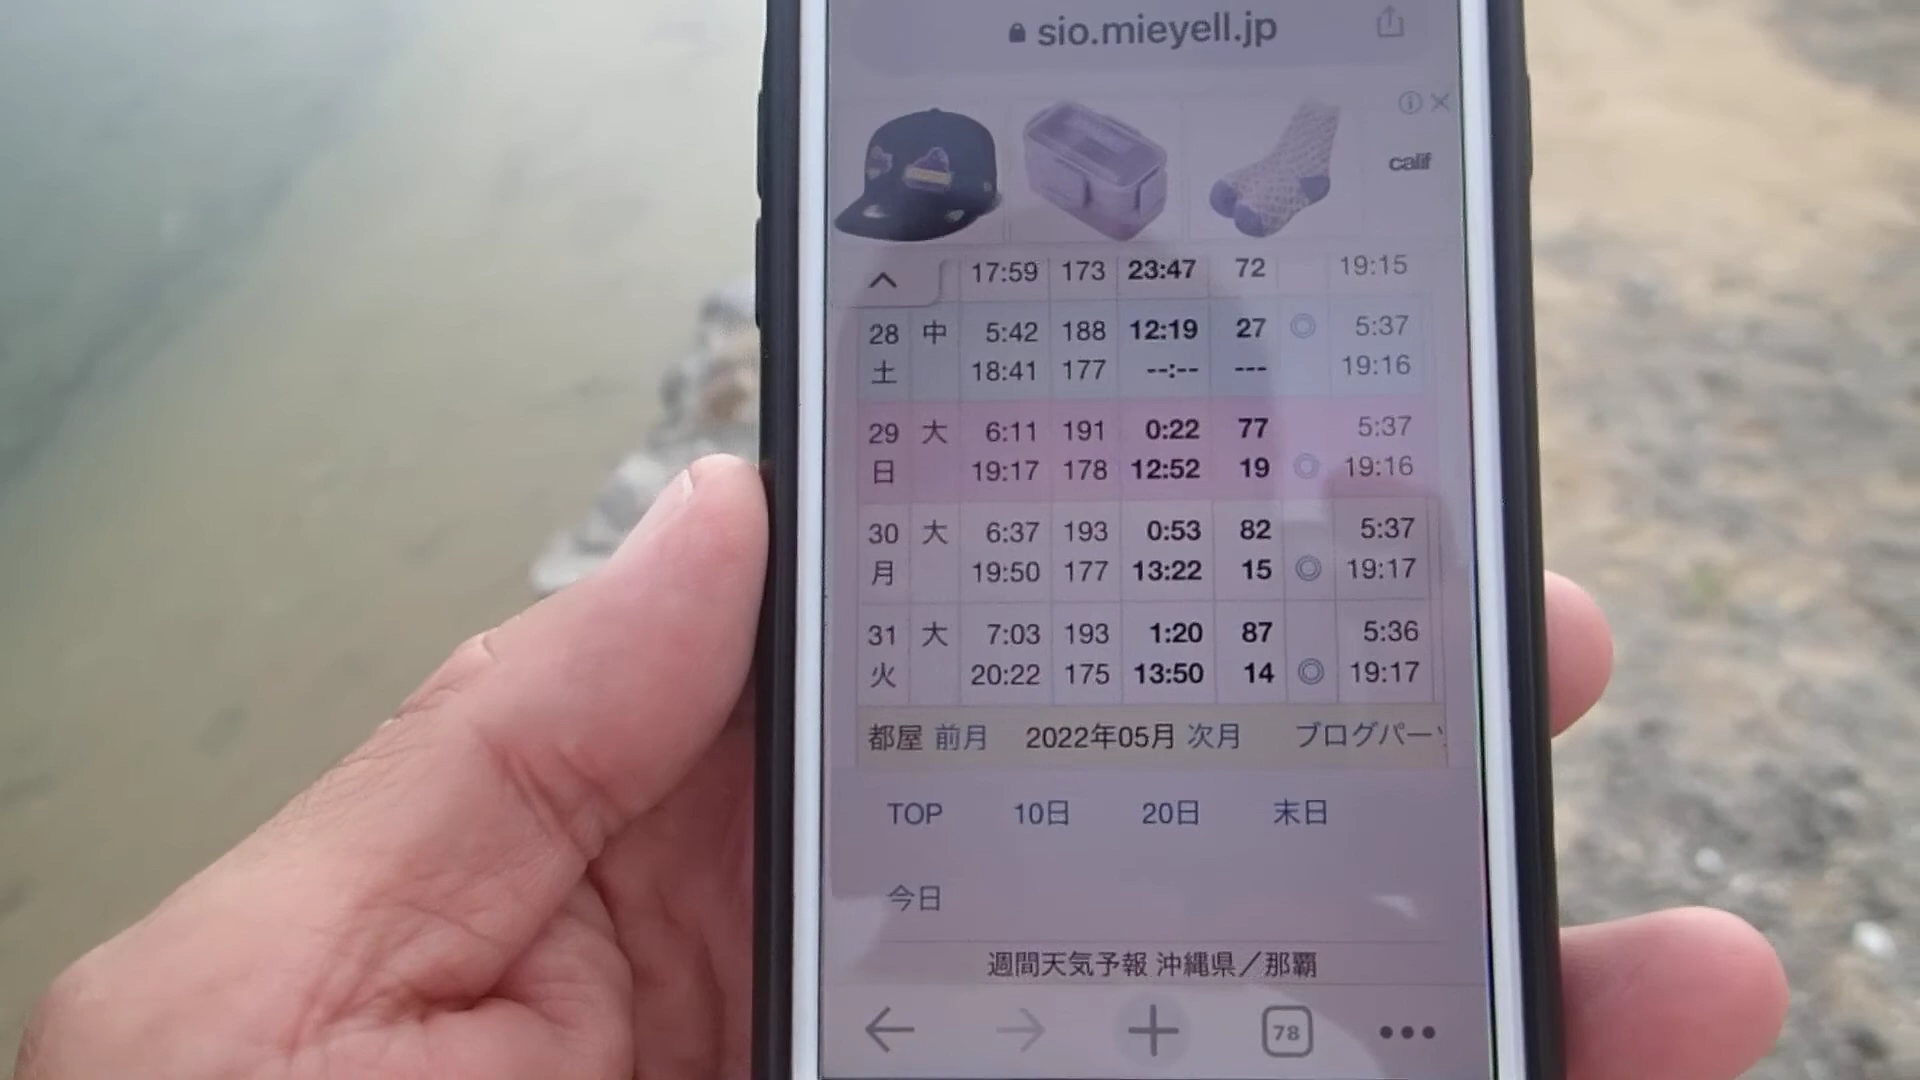 sio.mieyell.jp
calif
17:59 173 23:47 72 19:15
28 中 5:42 188 12:19 27 ◎ 5:37
土 18:41 177 --:-- --- 19:16
29 大 6:11 191 0:22 77 5:37
日 19:17 178 12:52 19 ◎ 19:16
30 大 6:37 193 0:53 82 5:37
月 19:50 177 13:22 15 ◎ 19:17
31 大 7:03 193 1:20 87 5:36
火 20:22 175 13:50 14 ◎ 19:17
都屋 前月 2022年05月 次月 ブログパー
TOP 10日 20日 末日
今日
週間天気予報 沖縄県／那覇
78